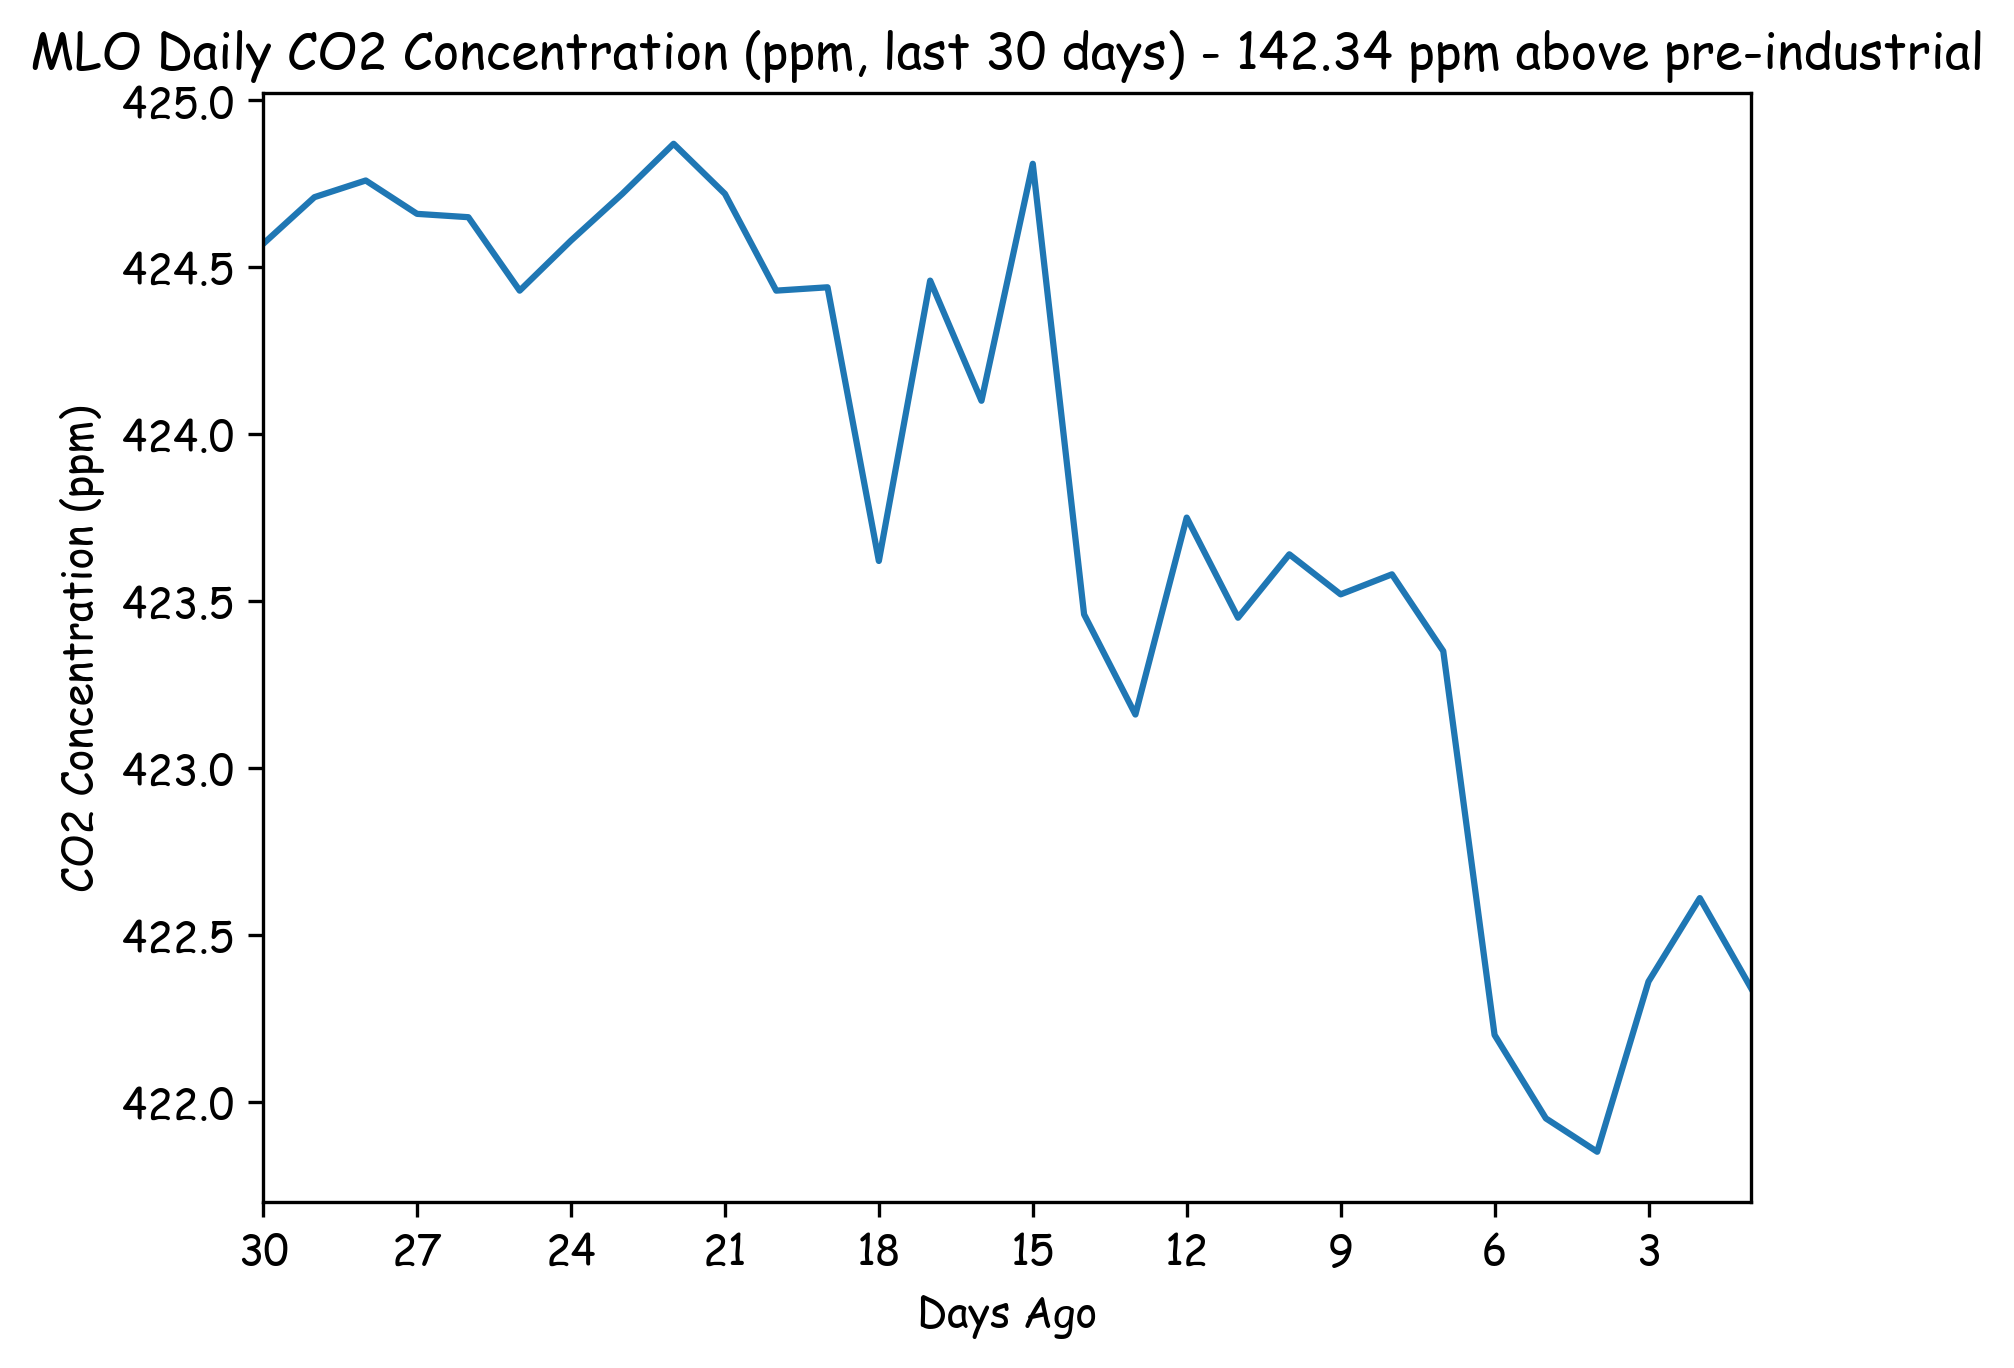 MLO Daily CO2 Concentration (ppm, last 30 days) - 142.34 ppm above pre-industrial
425.0
424.5
424.0
423.5
423.0
422.5
422.0
CO2 Concentration (ppm)
30 27 24 21 18 15 12 9 6 3
Days Ago